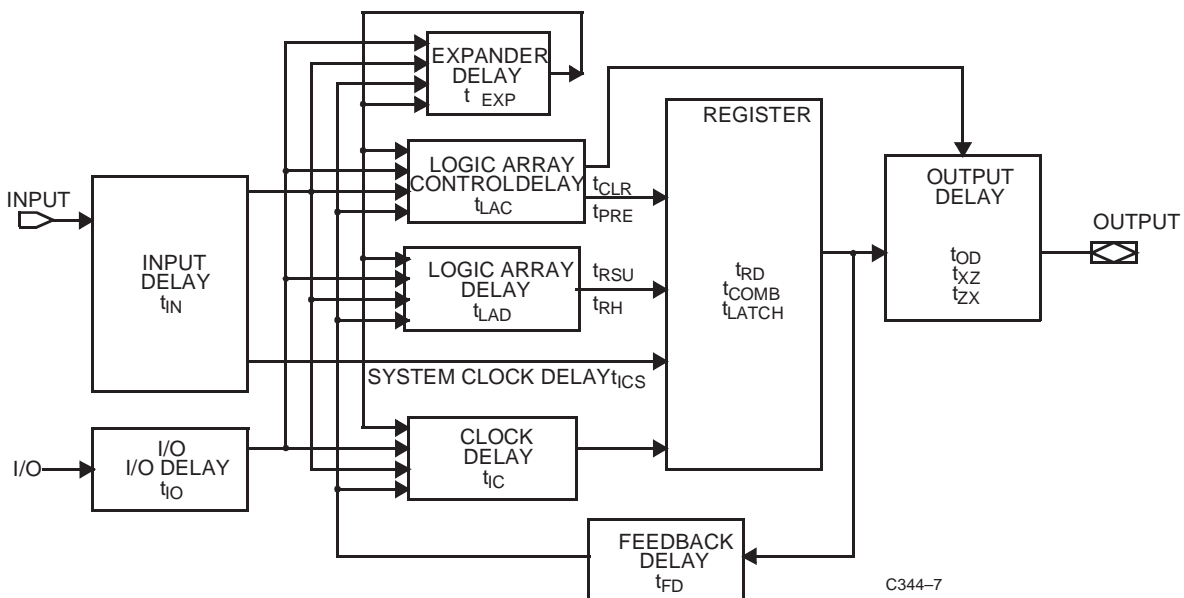 EXPANDER
DELAY
t EXP
REGISTER
LOGIC ARRAY
CONTROLDELAY
tLAC
tCLR
tPRE
OUTPUT
DELAY
tOD
tXZ
tZX
INPUT
OUTPUT
INPUT
DELAY
tIN
LOGIC ARRAY
DELAY
tLAD
tRSU
tRH
tRD
tCOMB
tLATCH
SYSTEM CLOCK DELAYtICS
I/O
I/O
I/O DELAY
tIO
CLOCK
DELAY
tIC
FEEDBACK
DELAY
tFD
C344–7